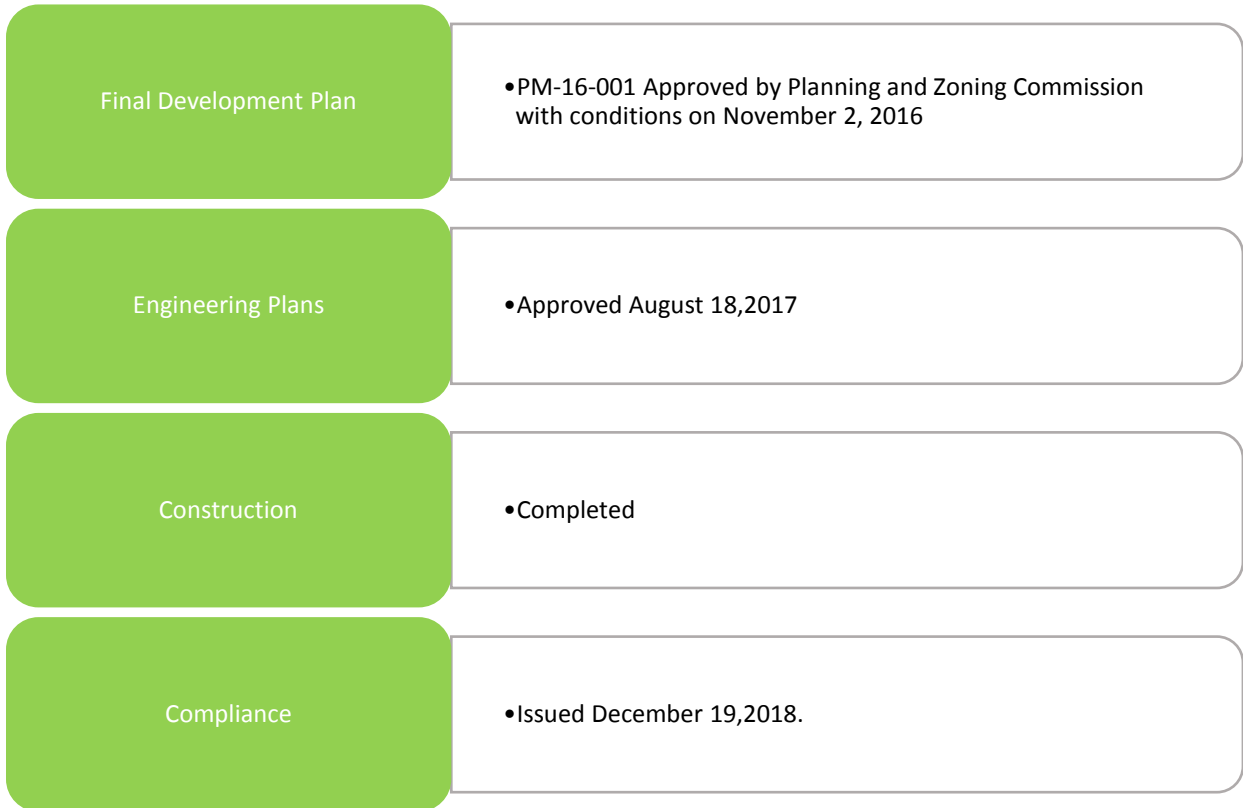 Final Development Plan
•PM-16-001 Approved by Planning and Zoning Commission
with conditions on November 2, 2016
Engineering Plans
•Approved August 18,2017
Construction
•Completed
Compliance
•Issued December 19,2018.